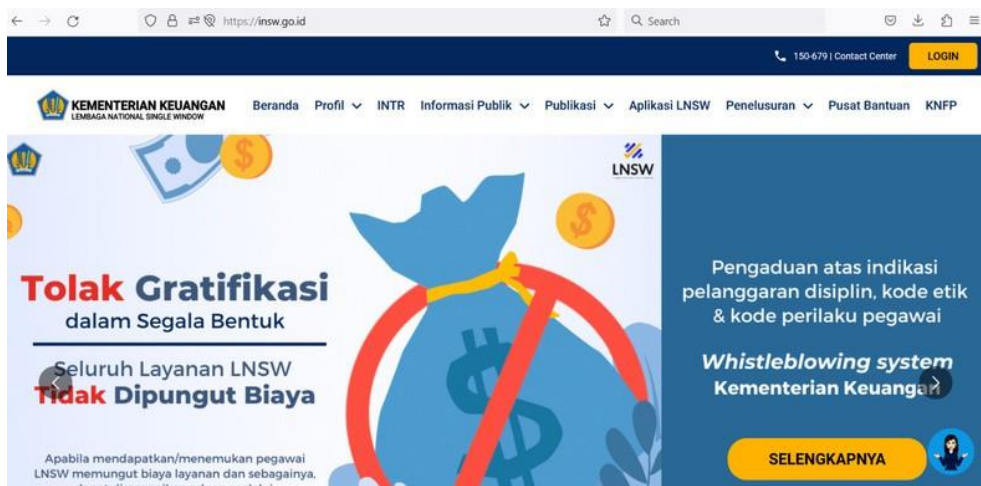 https://insw.go.id
Search
150-679 | Contact Center
LOGIN
KEMENTERIAN KEUANGAN
LEMBAGA NATIONAL SINGLE WINDOW
Beranda Profil INTR Informasi Publik Publikasi Aplikasi LNSW Penelusuran Pusat Bantuan KNFP
LNSW
Tolak Gratifikasi
dalam Segala Bentuk
Seluruh Layanan LNSW
Tidak Dipungut Biaya
Apabila mendapatkan/menemukan pegawai
LNSW memungut biaya layanan dan sebagainya,
Pengaduan atas indikasi
pelanggaran disiplin, kode etik
& kode perilaku pegawai
Whistleblowing system
Kementerian Keuangan
SELENGKAPNYA